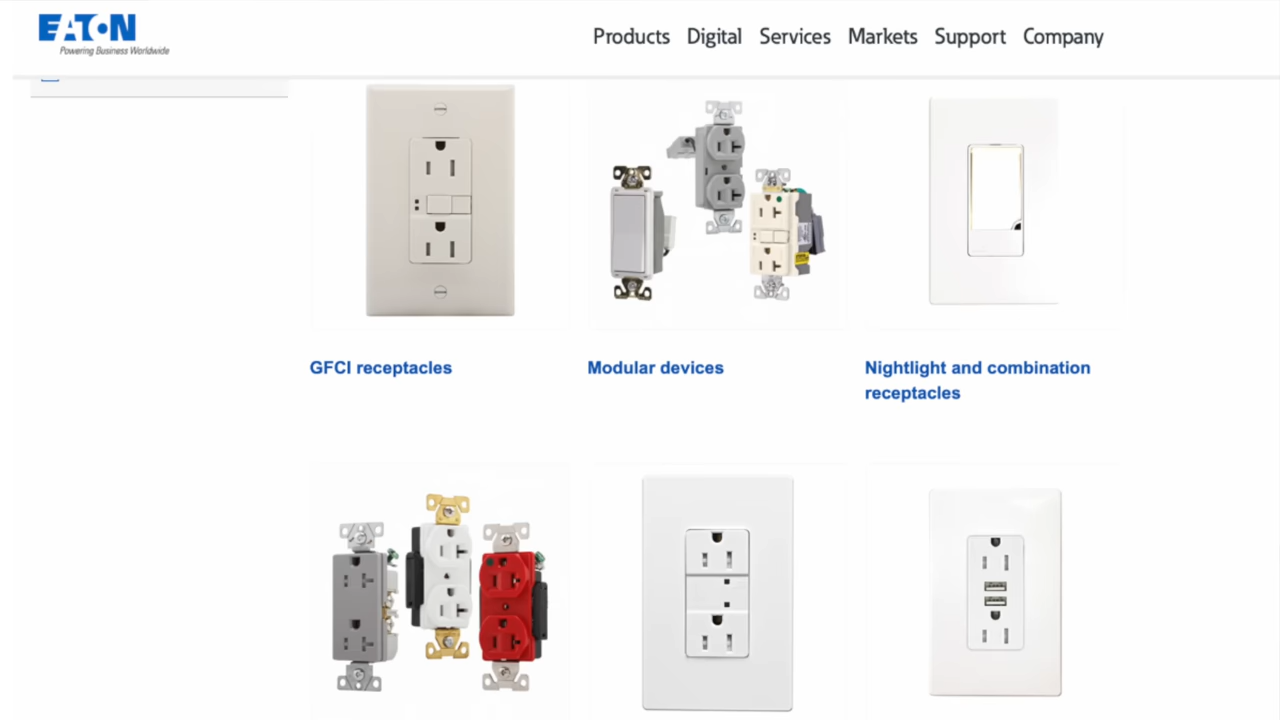 EATON
Powering Business Worldwide
Products Digital Services Markets Support Company
GFCI receptacles
Modular devices
Nightlight and combination
receptacles